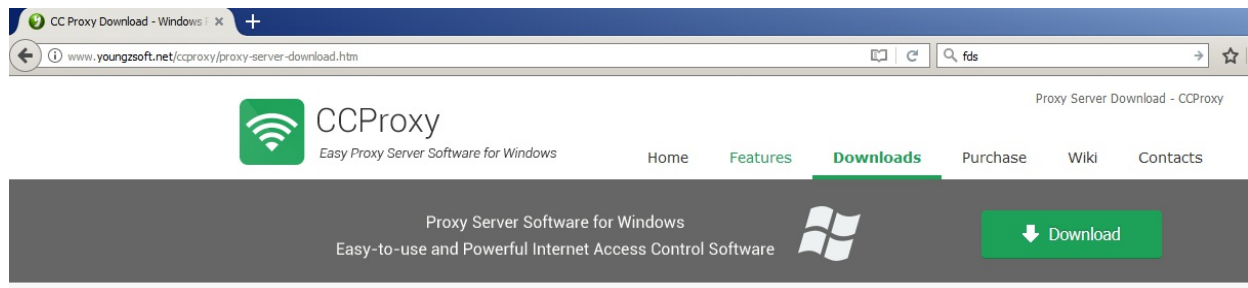 CC Proxy Download - Windows
www.youngzsoft.net/ccproxy/proxy-server-download.htm
fds
Proxy Server Download - CCProxy
CCProxy
Easy Proxy Server Software for Windows
Home Features Downloads Purchase Wiki Contacts
Proxy Server Software for Windows
Easy-to-use and Powerful Internet Access Control Software
Download